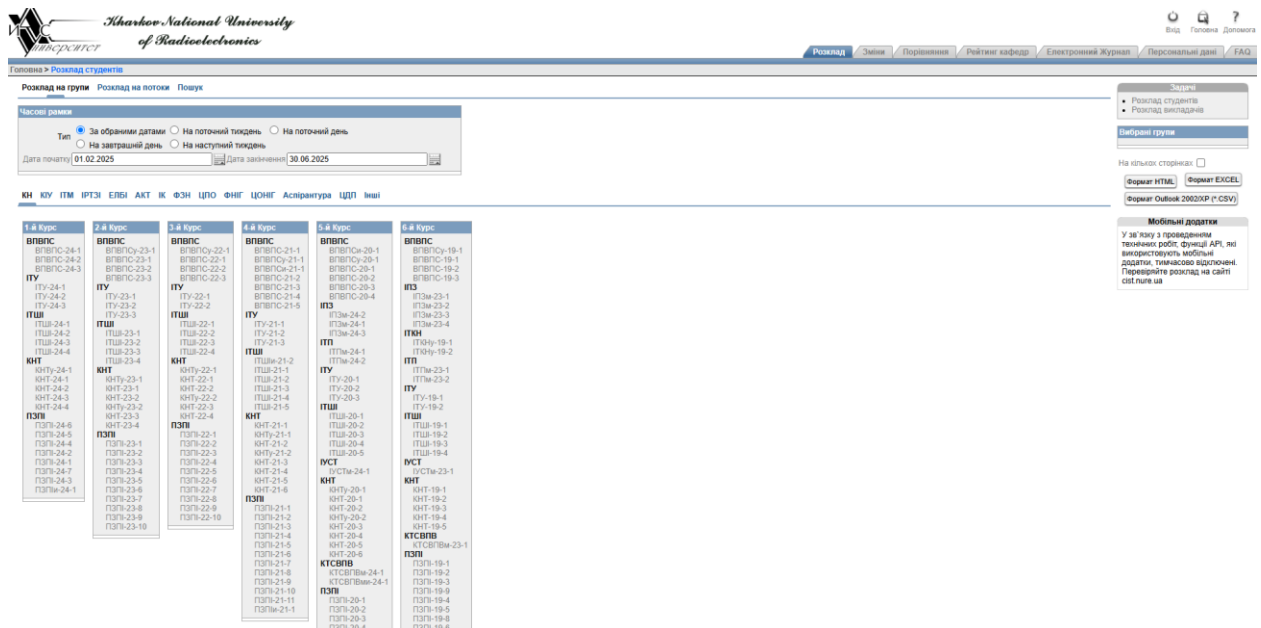 Університет
Kharkov National University
of Radioelectronics
Вхід Головна Допомога
Розклад Зміни Порівняння Рейтинг кафедр Електронний Журнал Персональні дані FAQ
Головна > Розклад студентів
Розклад на групи Розклад на потоки Пошук
Часові рамки
Тип За обраними датами На поточний тиждень На поточний день
На завтрашній день На наступний тиждень
Дата початку 01.02.2025 Дата закінчення 30.06.2025
КН КІУ ІТМ ІРТЗІ ЕЛБІ АКТ ІК ФЗН ЦПО ФНІГ ЦОНІГ Аспірантура ЦДП Інші
1-й Курс
ВПВПС
ВПВПС-24-1
ВПВПС-24-2
ВПВПС-24-3
ІТУ
ІТУ-24-1
ІТУ-24-2
ІТУ-24-3
ІТШІ
ІТШІ-24-1
ІТШІ-24-2
ІТШІ-24-3
ІТШІ-24-4
КНТ
КНТу-24-1
КНТ-24-1
КНТ-24-2
КНТ-24-3
КНТ-24-4
ПЗПІ
ПЗПІ-24-6
ПЗПІ-24-5
ПЗПІ-24-4
ПЗПІ-24-2
ПЗПІ-24-1
ПЗПІ-24-7
ПЗПІ-24-3
ПЗПІи-24-1
2-й Курс
ВПВПС
ВПВПСу-23-1
ВПВПС-23-1
ВПВПС-23-2
ВПВПС-23-3
ІТУ
ІТУ-23-1
ІТУ-23-2
ІТУ-23-3
ІТШІ
ІТШІ-23-1
ІТШІ-23-2
ІТШІ-23-3
ІТШІ-23-4
КНТ
КНТу-23-1
КНТ-23-1
КНТ-23-2
КНТу-23-2
КНТ-23-3
КНТ-23-4
ПЗПІ
ПЗПІ-23-1
ПЗПІ-23-2
ПЗПІ-23-3
ПЗПІ-23-4
ПЗПІ-23-5
ПЗПІ-23-6
ПЗПІ-23-7
ПЗПІ-23-8
ПЗПІ-23-9
ПЗПІ-23-10
3-й Курс
ВПВПС
ВПВПСу-22-1
ВПВПС-22-1
ВПВПС-22-2
ВПВПС-22-3
ІТУ
ІТУ-22-1
ІТУ-22-2
ІТШІ
ІТШІ-22-1
ІТШІ-22-2
ІТШІ-22-3
ІТШІ-22-4
КНТ
КНТу-22-1
КНТ-22-1
КНТ-22-2
КНТу-22-2
КНТ-22-3
КНТ-22-4
ПЗПІ
ПЗПІ-22-1
ПЗПІ-22-2
ПЗПІ-22-3
ПЗПІ-22-4
ПЗПІ-22-5
ПЗПІ-22-6
ПЗПІ-22-7
ПЗПІ-22-8
ПЗПІ-22-9
ПЗПІ-22-10
4-й Курс
ВПВПС
ВПВПС-21-1
ВПВПСу-21-1
ВПВПСи-21-1
ВПВПС-21-2
ВПВПС-21-3
ВПВПС-21-4
ВПВПС-21-5
ІТУ
ІТУ-21-1
ІТУ-21-2
ІТУ-21-3
ІТШІ
ІТШІи-21-2
ІТШІ-21-1
ІТШІ-21-2
ІТШІ-21-3
ІТШІ-21-4
ІТШІ-21-5
КНТ
КНТ-21-1
КНТу-21-1
КНТ-21-2
КНТу-21-2
КНТ-21-3
КНТ-21-4
КНТ-21-5
КНТ-21-6
ПЗПІ
ПЗПІ-21-1
ПЗПІ-21-2
ПЗПІ-21-3
ПЗПІ-21-4
ПЗПІ-21-5
ПЗПІ-21-6
ПЗПІ-21-7
ПЗПІ-21-8
ПЗПІ-21-9
ПЗПІ-21-10
ПЗПІ-21-11
ПЗПІи-21-1
5-й Курс
ВПВПС
ВПВПСи-20-1
ВПВПСу-20-1
ВПВПС-20-1
ВПВПС-20-2
ВПВПС-20-3
ВПВПС-20-4
ІПЗ
ІПЗм-24-2
ІПЗм-24-1
ІПЗм-24-3
ІТП
ІТПм-24-1
ІТПм-24-2
ІТУ
ІТУ-20-1
ІТУ-20-2
ІТУ-20-3
ІТШІ
ІТШІ-20-1
ІТШІ-20-2
ІТШІ-20-3
ІТШІ-20-4
ІТШІ-20-5
ІУСТ
ІУСТм-24-1
КНТ
КНТу-20-1
КНТ-20-1
КНТ-20-2
КНТу-20-2
КНТ-20-3
КНТ-20-4
КНТ-20-5
КНТ-20-6
КТСВПВ
КТСВПВм-24-1
КТСВПВми-24-1
ПЗПІ
ПЗПІ-20-1
ПЗПІ-20-2
ПЗПІ-20-3
ПЗПІ-20-4
6-й Курс
ВПВПС
ВПВПСу-19-1
ВПВПС-19-1
ВПВПС-19-2
ВПВПС-19-3
ІПЗ
ІПЗм-23-1
ІПЗм-23-2
ІПЗм-23-3
ІПЗм-23-4
ІТКН
ІТКНу-19-1
ІТКНу-19-2
ІТП
ІТПм-23-1
ІТПм-23-2
ІТУ
ІТУ-19-1
ІТУ-19-2
ІТШІ
ІТШІ-19-1
ІТШІ-19-2
ІТШІ-19-3
ІТШІ-19-4
ІУСТ
ІУСТм-23-1
КНТ
КНТ-19-1
КНТ-19-2
КНТ-19-3
КНТ-19-4
КНТ-19-5
КТСВПВ
КТСВПВм-23-1
ПЗПІ
ПЗПІ-19-1
ПЗПІ-19-2
ПЗПІ-19-3
ПЗПІ-19-9
ПЗПІ-19-4
ПЗПІ-19-5
ПЗПІ-19-8
ПЗПІ-19-6
Задачі
Розклад студентів
Розклад викладачів
Вибрані групи
На кількох сторінках
Формат HTML Формат EXCEL
Формат Outlook 2002/XP (*.CSV)
Мобільні додатки
У зв`язку з проведенням
технічних робіт, функції API, які
використовують мобільні
додатки, тимчасово відключені.
Перевіряйте розклад на сайті
cist.nure.ua